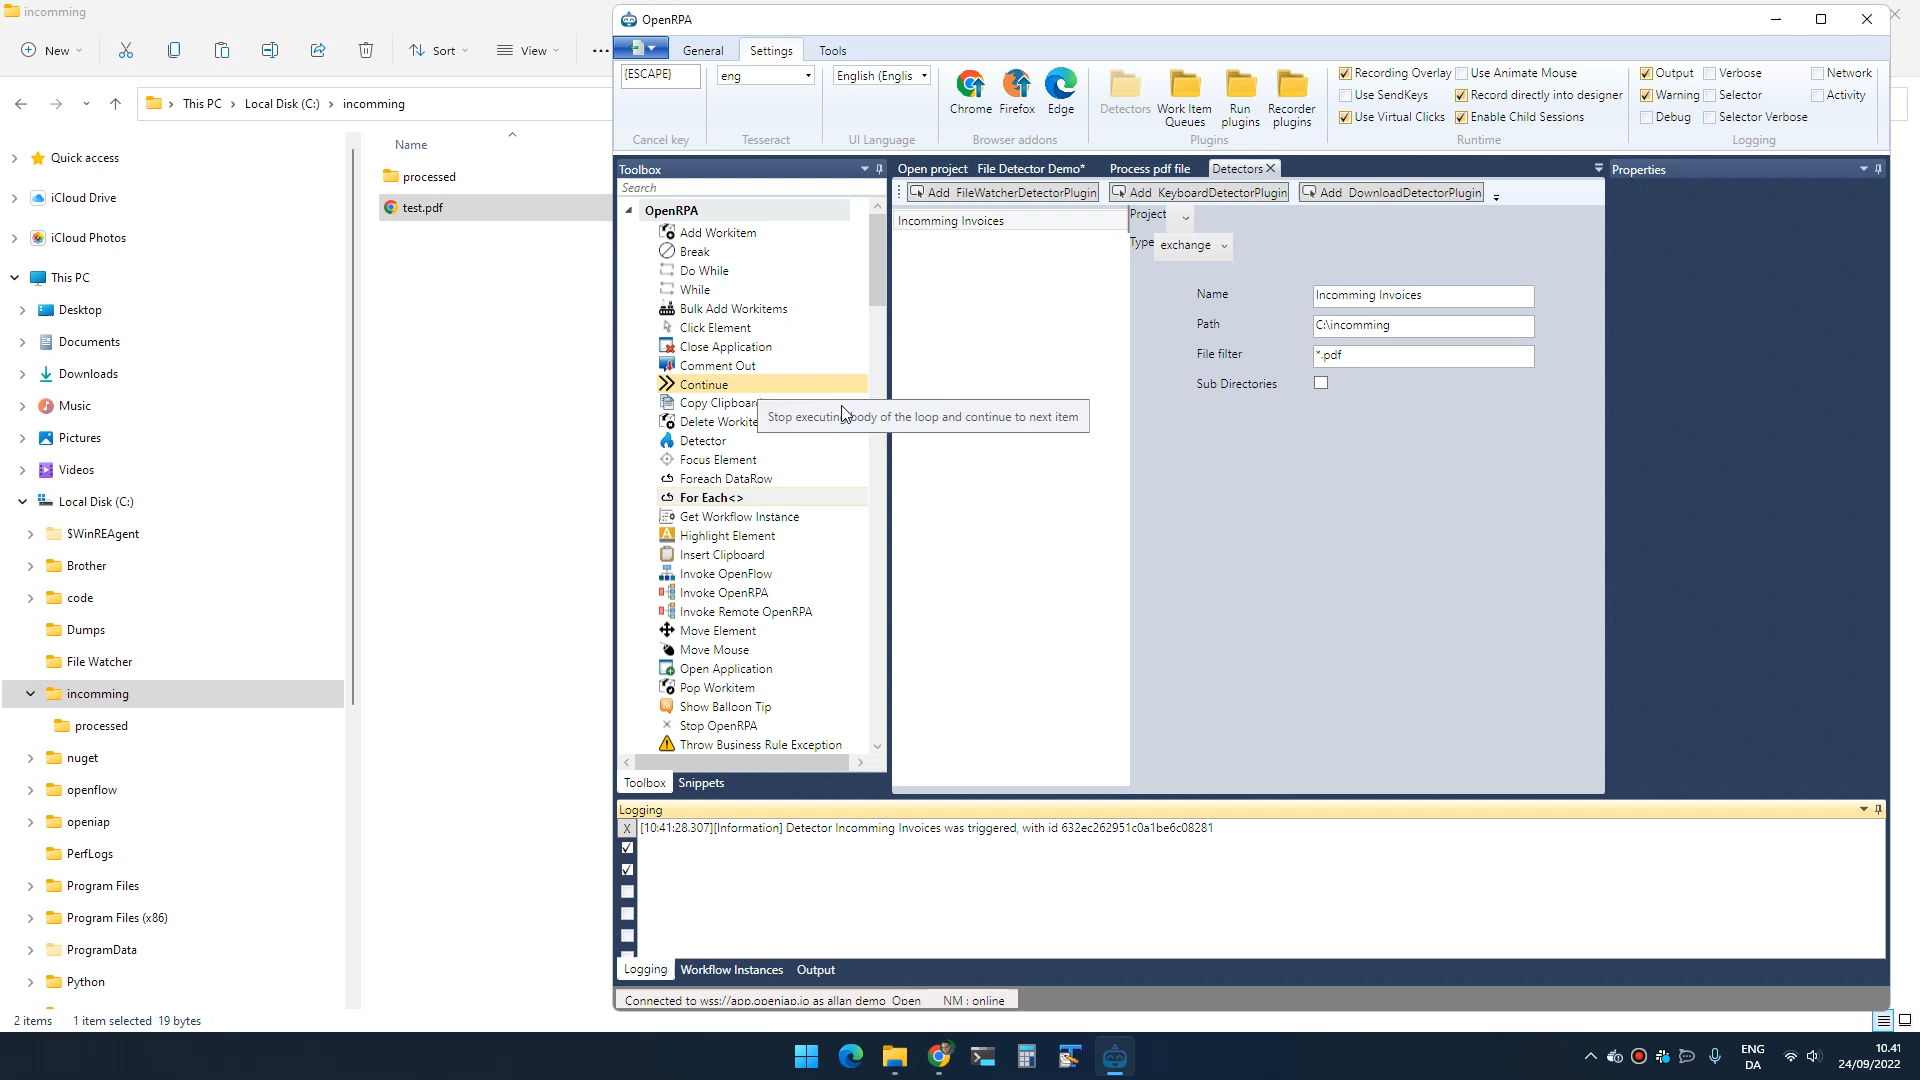 incomming
New
Sort
View
This PC
Local Disk (C:)
incomming
Name
processed
test.pdf
Quick access
iCloud Drive
iCloud Photos
This PC
Desktop
Documents
Downloads
Music
Pictures
Videos
Local Disk (C:)
$WinREAgent
Brother
code
Dumps
File Watcher
incomming
processed
nuget
openflow
openiap
PerfLogs
Program Files
Program Files (x86)
ProgramData
Python
2 items
1 item selected 19 bytes
OpenRPA
General
Settings
Tools
{ESCAPE}
Cancel key
eng
Tesseract
English (Englis
UI Language
Chrome
Firefox
Edge
Browser addons
Detectors
Work Item Queues
Run plugins
Recorder plugins
Plugins
Recording Overlay
Use Animate Mouse
Use SendKeys
Record directly into designer
Use Virtual Clicks
Enable Child Sessions
Runtime
Output
Verbose
Network
Warning
Selector
Activity
Debug
Selector Verbose
Logging
Toolbox
Search
OpenRPA
Add Workitem
Break
Do While
While
Bulk Add Workitems
Click Element
Close Application
Comment Out
Continue
Copy Clipboard
Delete Workite
Detector
Focus Element
Foreach DataRow
For Each<>
Get Workflow Instance
Highlight Element
Insert Clipboard
Invoke OpenFlow
Invoke OpenRPA
Invoke Remote OpenRPA
Move Element
Move Mouse
Open Application
Pop Workitem
Show Balloon Tip
Stop OpenRPA
Throw Business Rule Exception
Stop executing body of the loop and continue to next item
Toolbox
Snippets
Open project
File Detector Demo*
Process pdf file
Detectors
Add FileWatcherDetectorPlugin
Add KeyboardDetectorPlugin
Add DownloadDetectorPlugin
Incomming Invoices
Project
Type
exchange
Name
Incomming Invoices
Path
C:\incomming
File filter
*.pdf
Sub Directories
Properties
Logging
X
[10:41:28.307][Information] Detector Incomming Invoices was triggered, with id 632ec262951c0a1be6c08281
Logging
Workflow Instances
Output
Connected to wss://app.openiap.io as allan demo Open
NM : online
ENG
DA
10.41
24/09/2022